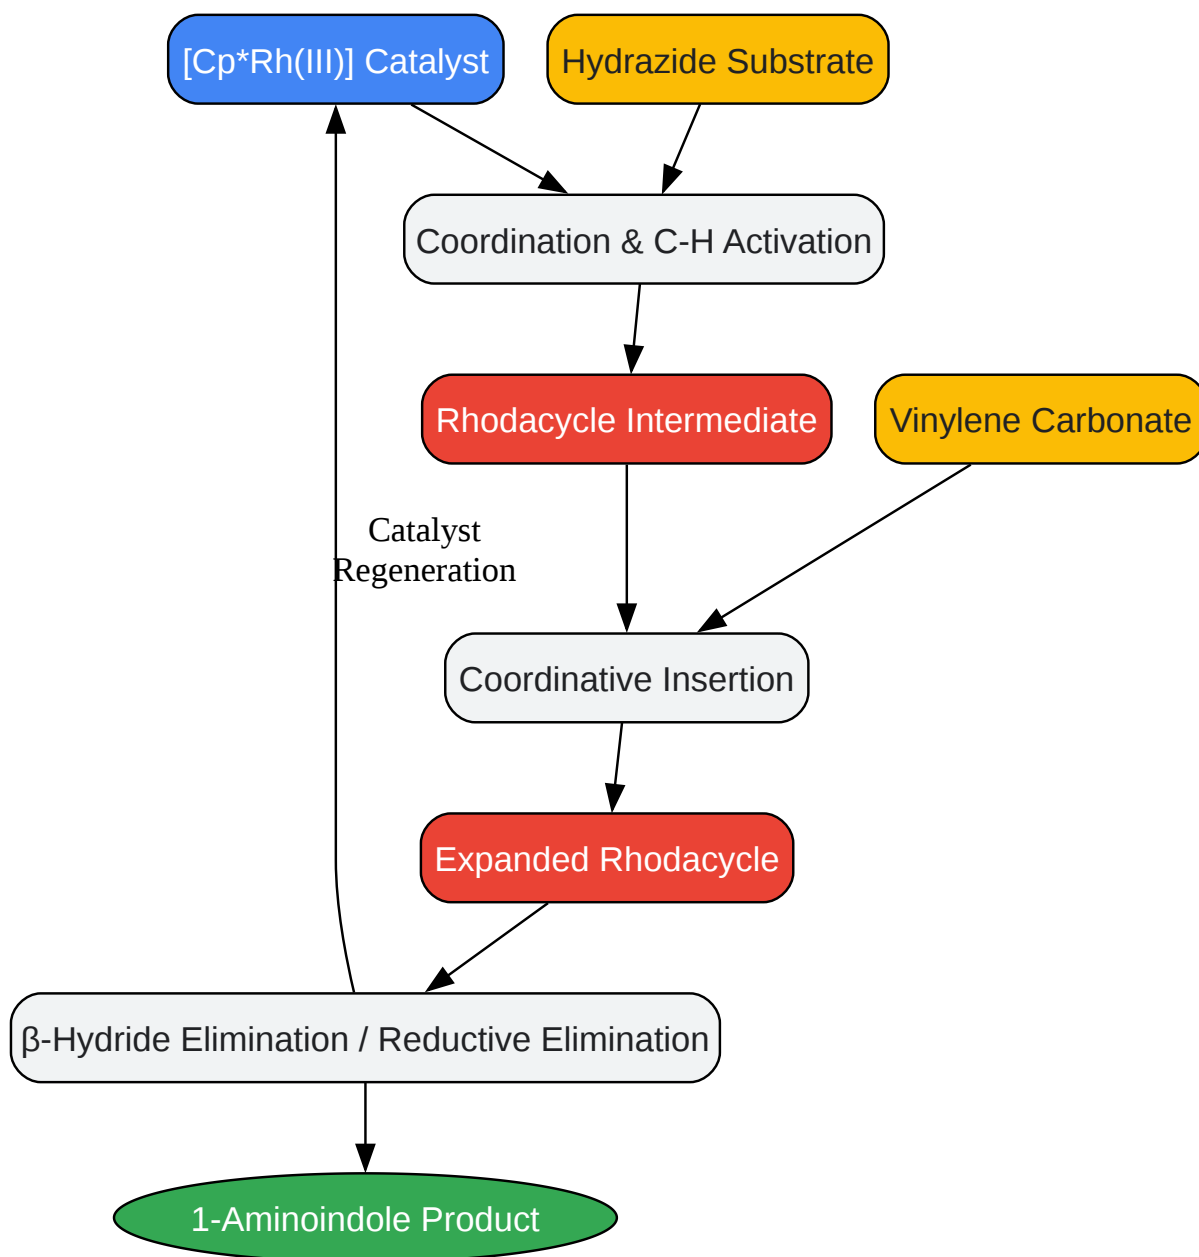 [Cp*Rh(III)] Catalyst
Hydrazide Substrate
Coordination & C-H Activation
Rhodacycle Intermediate
Vinylene Carbonate
Catalyst
Regeneration
Coordinative Insertion
Expanded Rhodacycle
β-Hydride Elimination / Reductive Elimination
1-Aminoindole Product